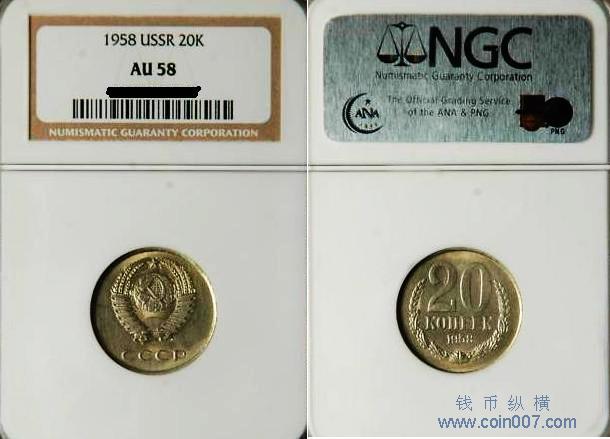 1958 USSR 20K
AU 58
NUMISMATIC GUARANTY CORPORATION
СССР
NGC
Numismatic Guaranty Corporation
ANA
The Official Grading Service
of the ANA & PNG
PNG
20
КОПЕЕК
1958
钱币纵横
www.coin007.com